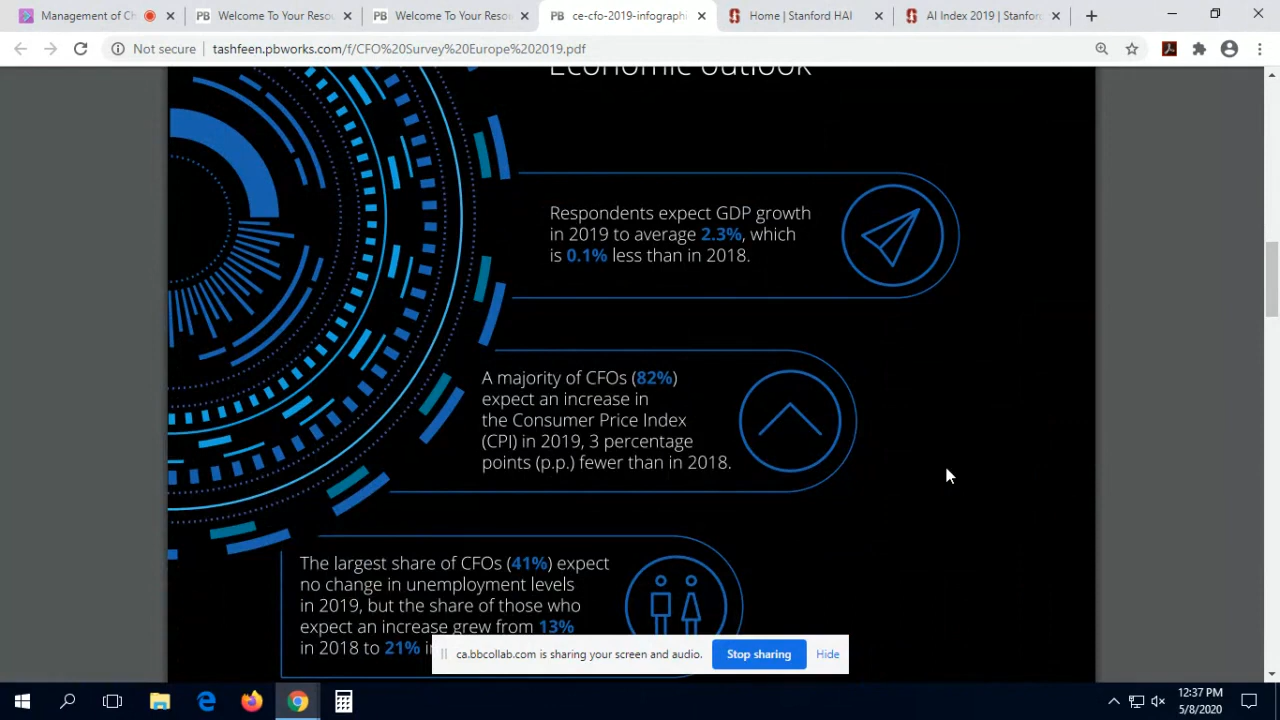 Management of Ch
Welcome To Your Reso
Welcome To Your Reso
ce-cfo-2019-infographi
Home | Stanford HAI
AI Index 2019 | Stanfor
Not secure | tashfeen.pbworks.com/f/CFO%20Survey%20Europe%202019.pdf
Economic outlook
Respondents expect GDP growth
in 2019 to average 2.3%, which
is 0.1% less than in 2018.
A majority of CFOs (82%)
expect an increase in
the Consumer Price Index
(CPI) in 2019, 3 percentage
points (p.p.) fewer than in 2018.
The largest share of CFOs (41%) expect
no change in unemployment levels
in 2019, but the share of those who
expect an increase grew from 13%
in 2018 to 21% i
ca.bbcollab.com is sharing your screen and audio.
Stop sharing
Hide
12:37 PM
5/8/2020